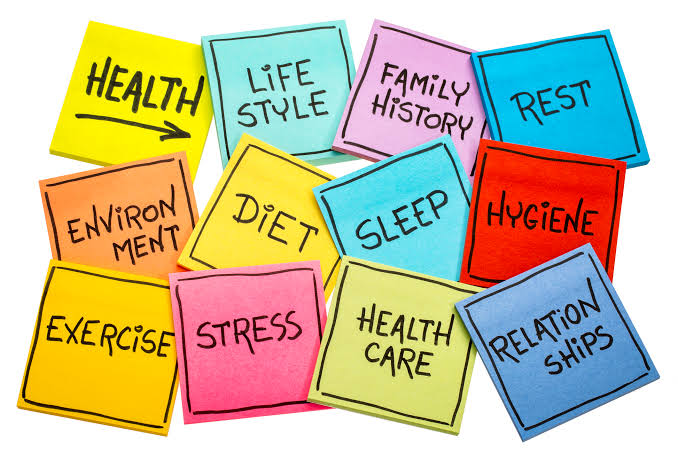 HEALTH
LIFE
STYLE
FAMILY
HISTORY
REST
ENVIRON
MENT
DIET
SLEEP
HYGIENE
EXERCISE
STRESS
HEALTH
CARE
RELATION
SHIPS